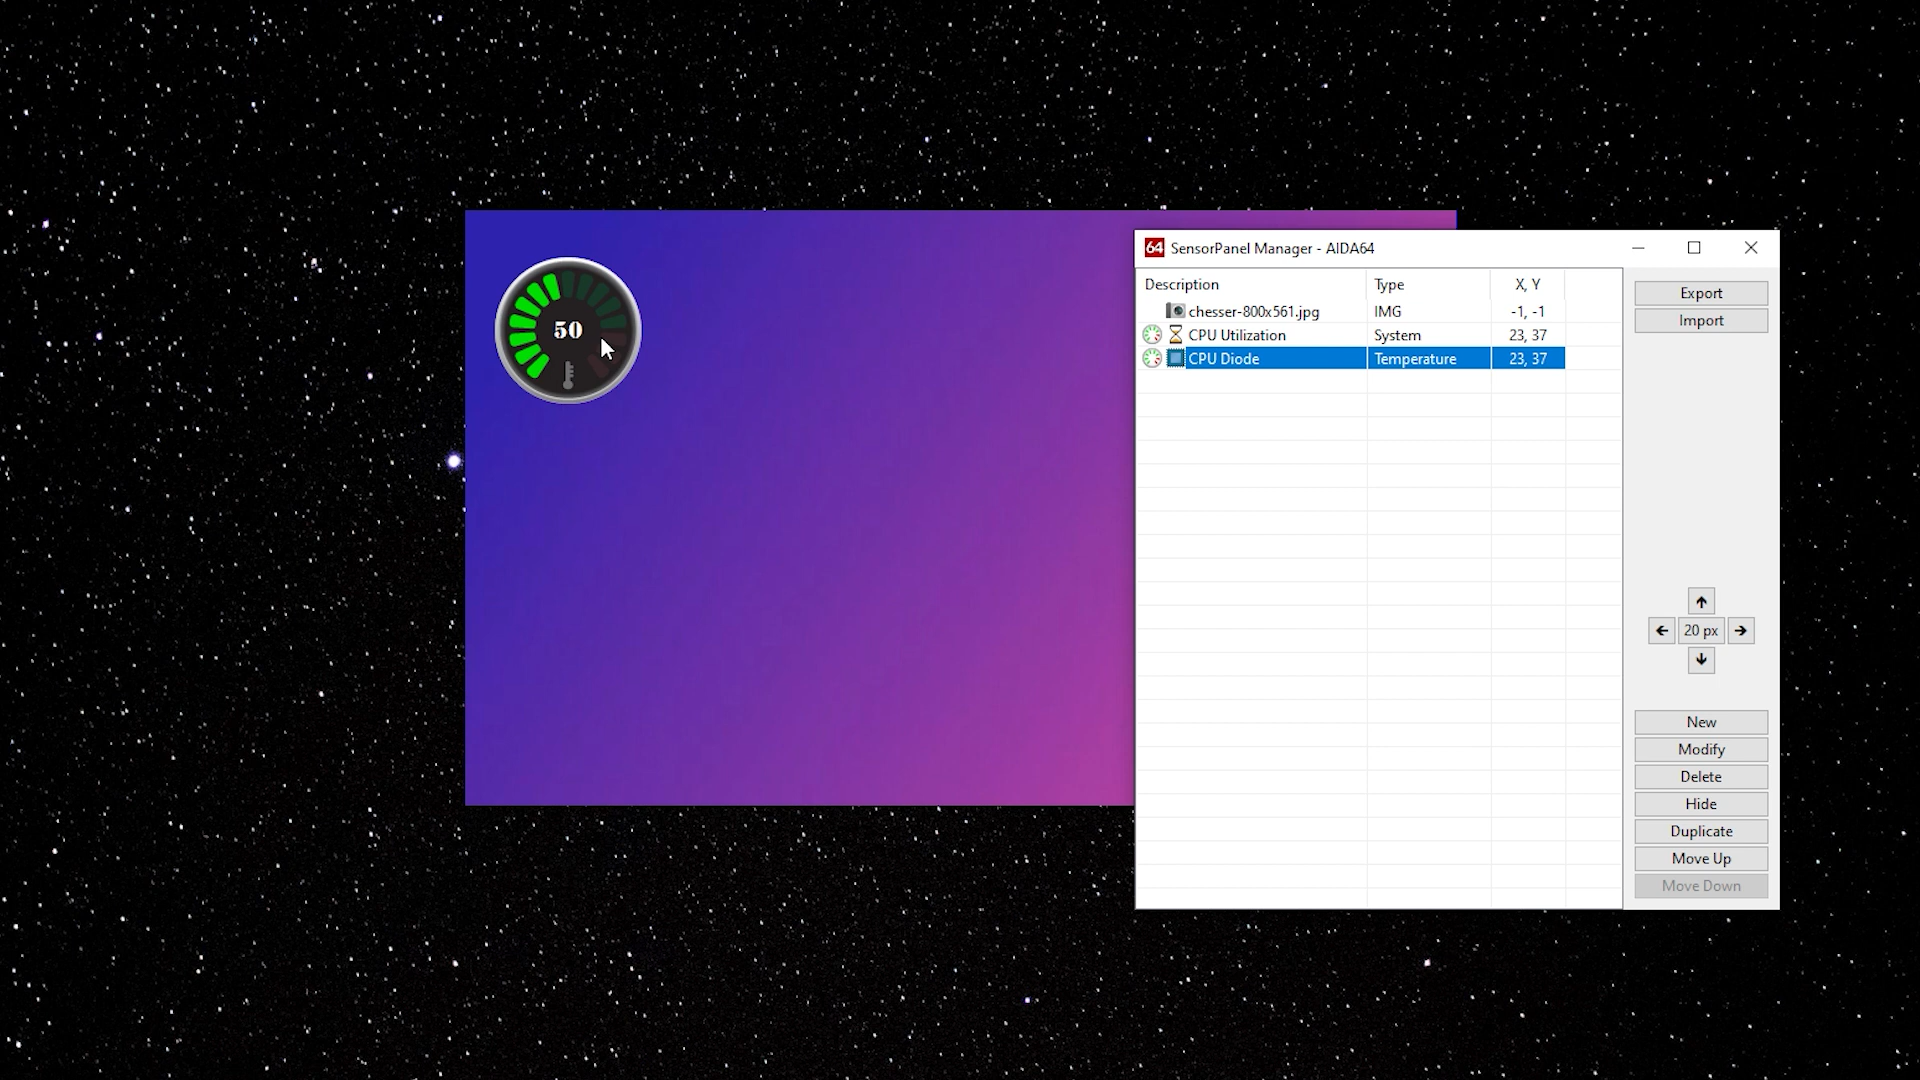 64 SensorPanel Manager - AIDA64
Description Type X, Y
chesser-800x561.jpg IMG -1, -1
CPU Utilization System 23, 37
CPU Diode Temperature 23, 37
50
Export
Import
20 px
New
Modify
Delete
Hide
Duplicate
Move Up
Move Down